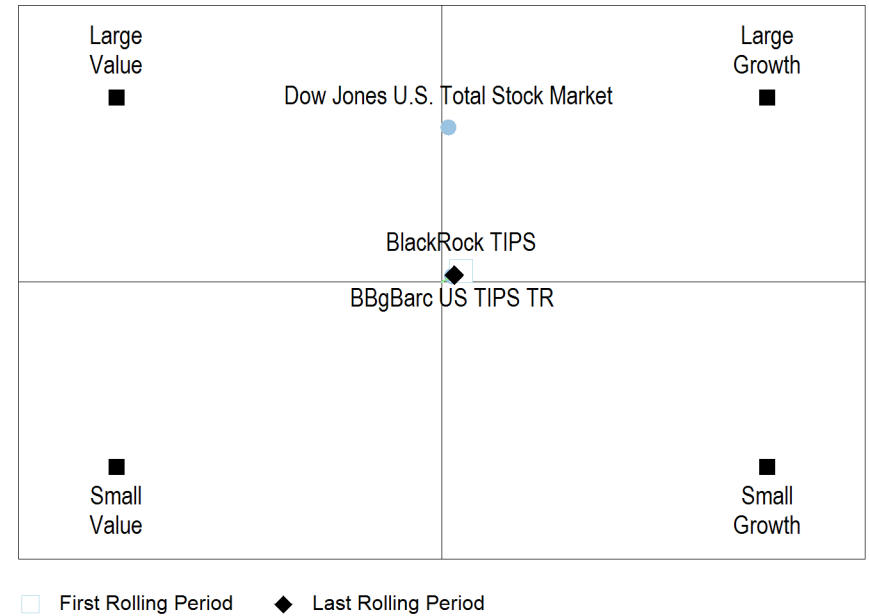 Large
Value
Large
Growth
Dow Jones U.S. Total Stock Market
BlackRock TIPS
BBgBarc US TIPS TR
Small
Value
Small
Growth
First Rolling Period
Last Rolling Period